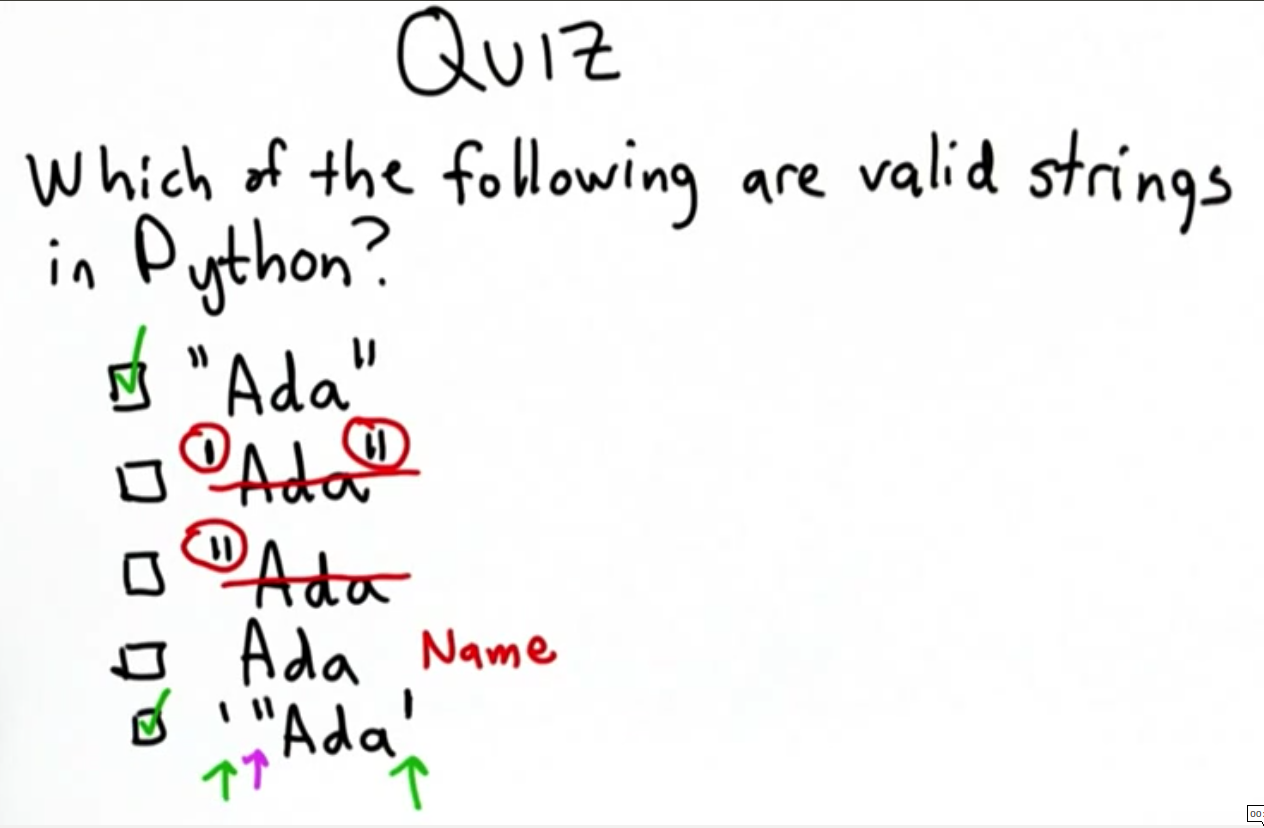 QUIZ
Which of the following are valid strings
in Python?
"Ada"
'Ada"
"Ada
Ada Name
'"Ada'